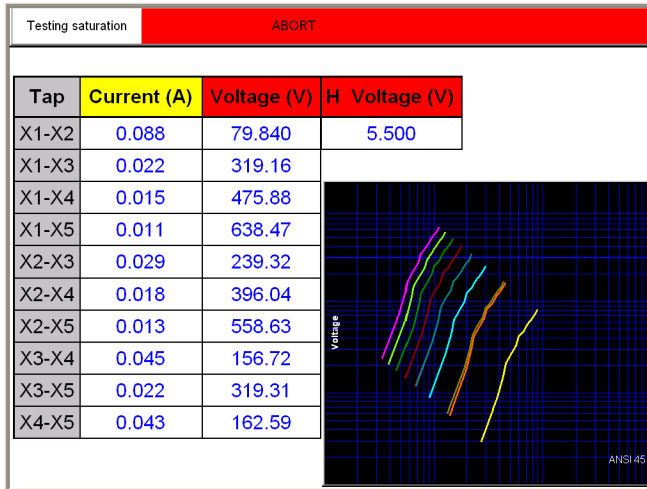 Testing saturation ABORT
Tap Current (A) Voltage (V) H Voltage (V)
X1-X2 0.088 79.840 5.500
X1-X3 0.022 319.16
X1-X4 0.015 475.88
X1-X5 0.011 638.47
X2-X3 0.029 239.32
X2-X4 0.018 396.04
X2-X5 0.013 558.63
X3-X4 0.045 156.72
X3-X5 0.022 319.31
X4-X5 0.043 162.59
Voltage
ANSI 45